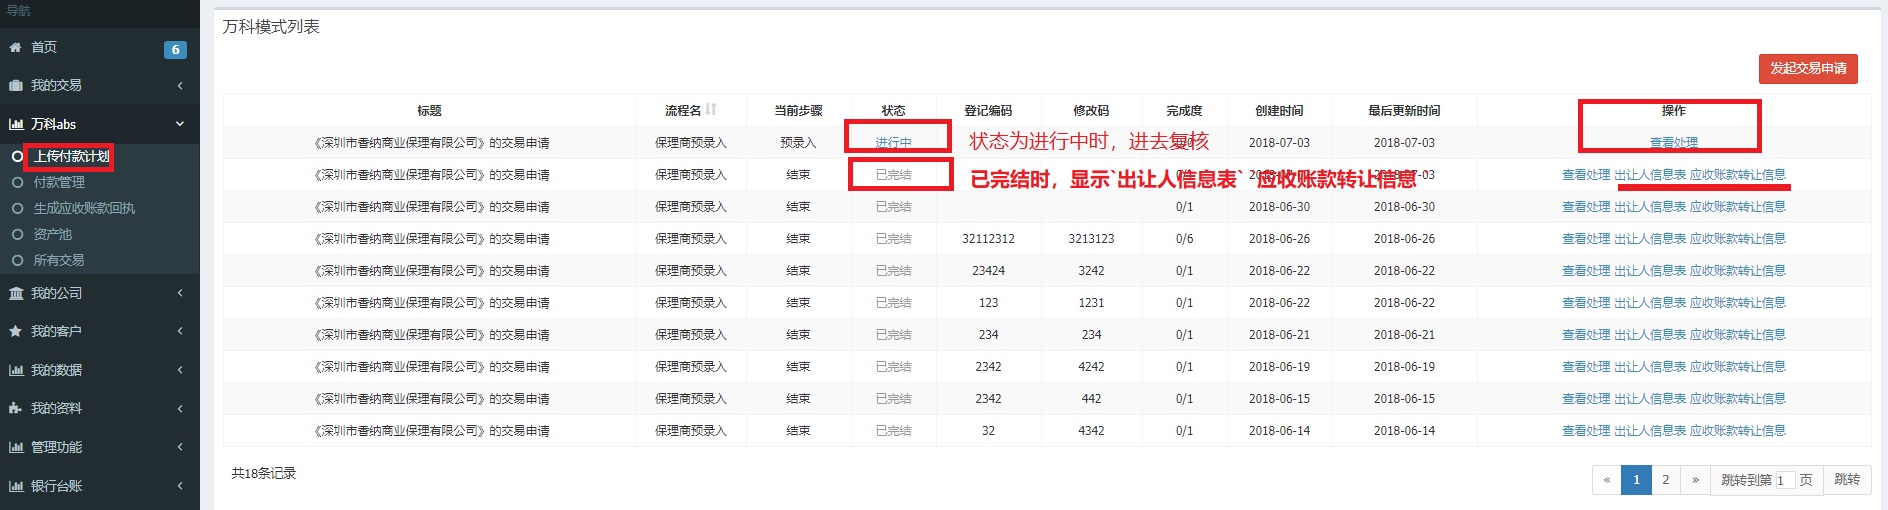 导航
首页 6
我的交易
万科abs
上传付款计划
付款管理
生成应收账款回执
资产池
所有交易
我的公司
我的客户
我的数据
我的资料
管理功能
银行台账
万科模式列表
发起交易申请
标题 流程名 当前步骤 状态 登记编码 修改码 完成度 创建时间 最后更新时间 操作
《深圳市香纳商业保理有限公司》的交易申请 保理商预录入 预录入 进行中 2018-07-03 2018-07-03 查看处理
状态为进行中时，进去复核
《深圳市香纳商业保理有限公司》的交易申请 保理商预录入 结束 已完结 查看处理 出让人信息表 应收账款转让信息
已完结时，显示`出让人信息表` 应收账款转让信息
《深圳市香纳商业保理有限公司》的交易申请 保理商预录入 结束 已完结 0/1 2018-06-30 2018-06-30 查看处理 出让人信息表 应收账款转让信息
《深圳市香纳商业保理有限公司》的交易申请 保理商预录入 结束 已完结 32112312 3213123 0/6 2018-06-26 2018-06-26 查看处理 出让人信息表 应收账款转让信息
《深圳市香纳商业保理有限公司》的交易申请 保理商预录入 结束 已完结 23424 3242 0/1 2018-06-22 2018-06-22 查看处理 出让人信息表 应收账款转让信息
《深圳市香纳商业保理有限公司》的交易申请 保理商预录入 结束 已完结 123 1231 0/1 2018-06-22 2018-06-22 查看处理 出让人信息表 应收账款转让信息
《深圳市香纳商业保理有限公司》的交易申请 保理商预录入 结束 已完结 234 234 0/1 2018-06-21 2018-06-21 查看处理 出让人信息表 应收账款转让信息
《深圳市香纳商业保理有限公司》的交易申请 保理商预录入 结束 已完结 2342 4242 0/1 2018-06-19 2018-06-19 查看处理 出让人信息表 应收账款转让信息
《深圳市香纳商业保理有限公司》的交易申请 保理商预录入 结束 已完结 2342 442 0/1 2018-06-15 2018-06-15 查看处理 出让人信息表 应收账款转让信息
《深圳市香纳商业保理有限公司》的交易申请 保理商预录入 结束 已完结 32 4342 0/1 2018-06-14 2018-06-14 查看处理 出让人信息表 应收账款转让信息
共18条记录
« 1 2 » 跳转到第 1 页 跳转